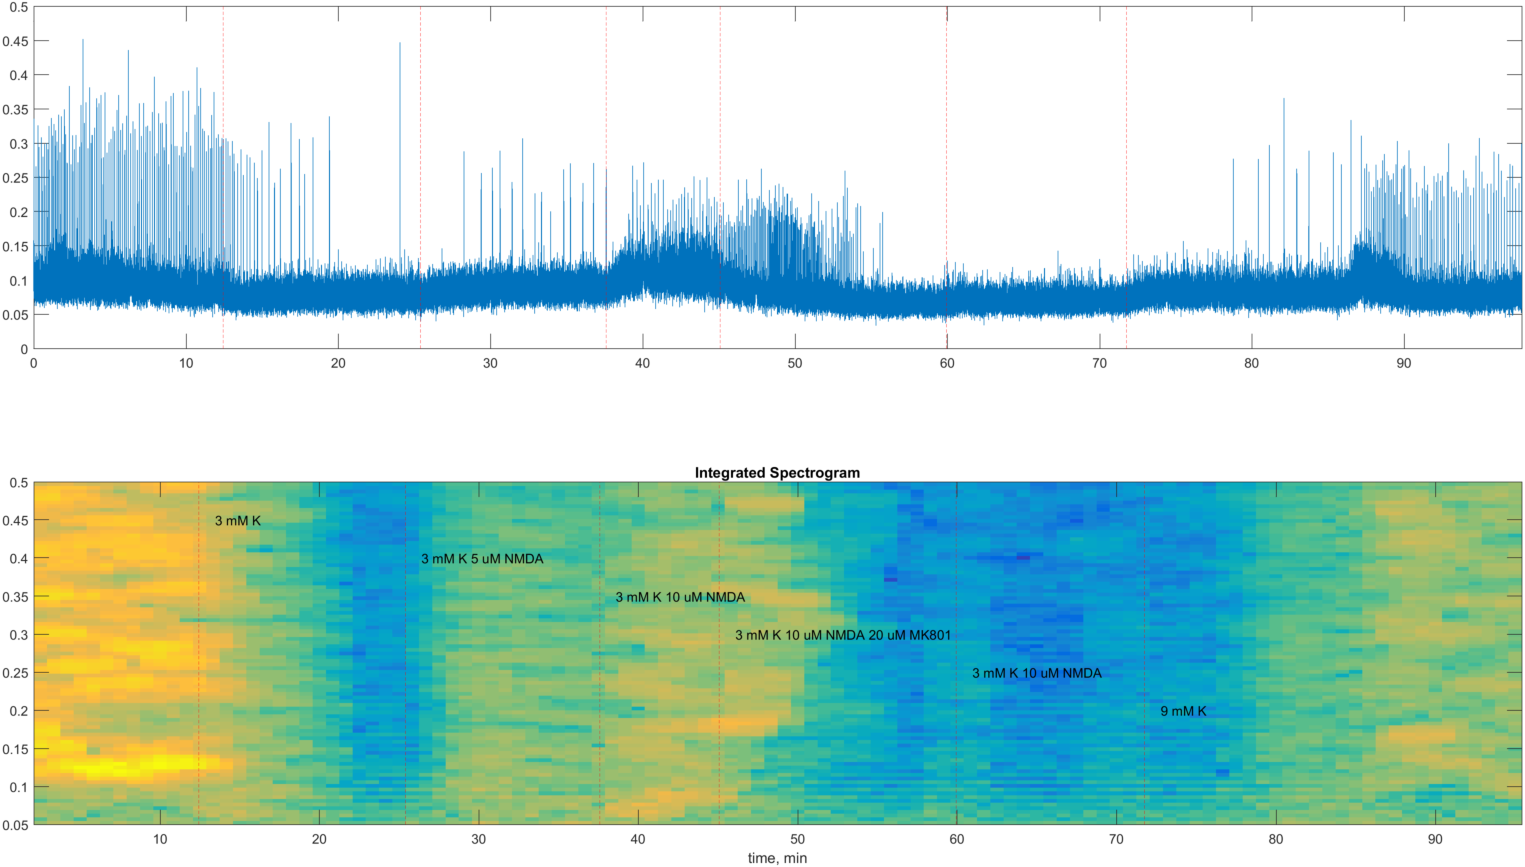 0.5
0.45
0.4
0.35
0.3
0.25
0.2
0.15
0.1
0.05
0
0 10 20 30 40 50 60 70 80 90
Integrated Spectrogram
0.5
0.45
0.4
0.35
0.3
0.25
0.2
0.15
0.1
0.05
3 mM K
3 mM K 5 uM NMDA
3 mM K 10 uM NMDA
3 mM K 10 uM NMDA 20 uM MK801
3 mM K 10 uM NMDA
9 mM K
10 20 30 40 50 60 70 80 90
time, min